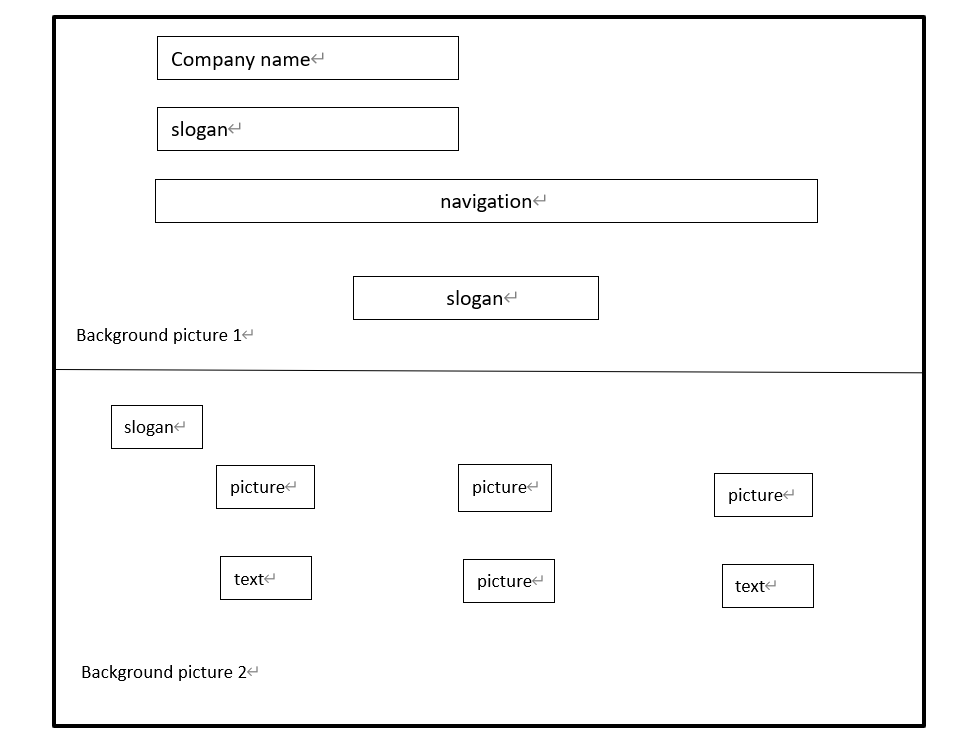 Company name
slogan
navigation
slogan
Background picture 1
slogan
picture
picture
picture
text
picture
text
Background picture 2